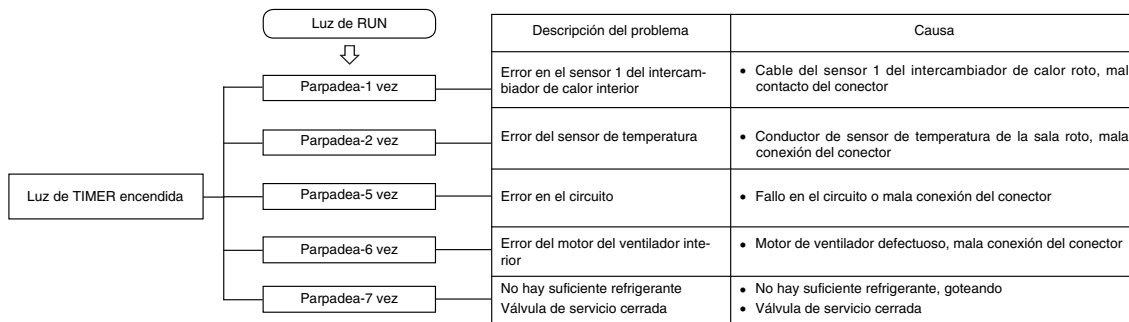 Luz de RUN
Descripción del problema
Causa
Luz de TIMER encendida
Parpadea-1 vez
Error en el sensor 1 del intercam-
biador de calor interior
• Cable del sensor 1 del intercambiador de calor roto, mal
contacto del conector
Parpadea-2 vez
Error del sensor de temperatura
• Conductor de sensor de temperatura de la sala roto, mala
conexión del conector
Parpadea-5 vez
Error en el circuito
• Fallo en el circuito o mala conexión del conector
Parpadea-6 vez
Error del motor del ventilador inte-
rior
• Motor de ventilador defectuoso, mala conexión del conector
Parpadea-7 vez
No hay suficiente refrigerante
Válvula de servicio cerrada
• No hay suficiente refrigerante, goteando
• Válvula de servicio cerrada